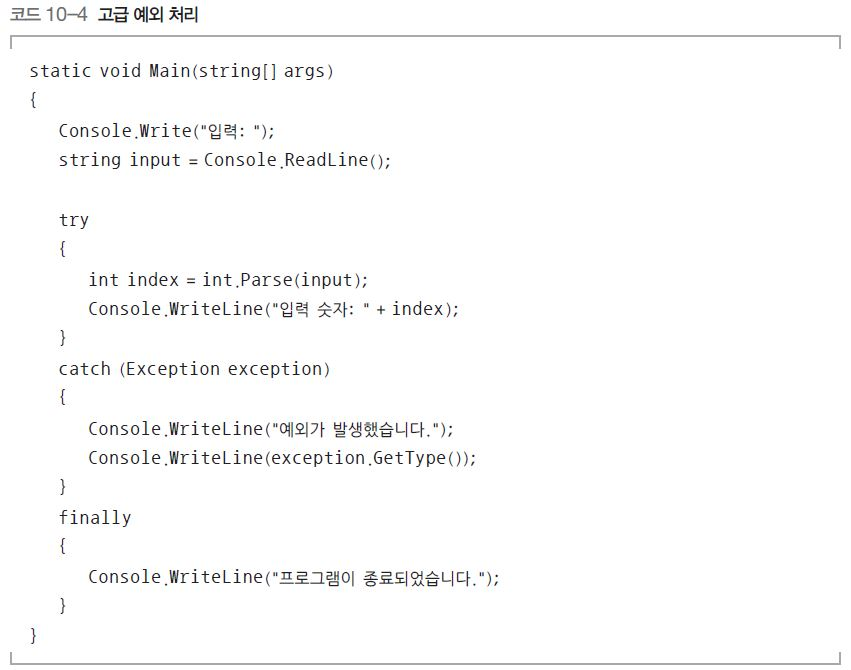 코드 10-4 고급 예외 처리
static void Main(string[] args)
{
Console.Write("입력: ");
string input = Console.ReadLine();
try
{
int index = int.Parse(input);
Console.WriteLine("입력 숫자: " + index);
}
catch (Exception exception)
{
Console.WriteLine("예외가 발생했습니다.");
Console.WriteLine(exception.GetType());
}
finally
{
Console.WriteLine("프로그램이 종료되었습니다.");
}
}